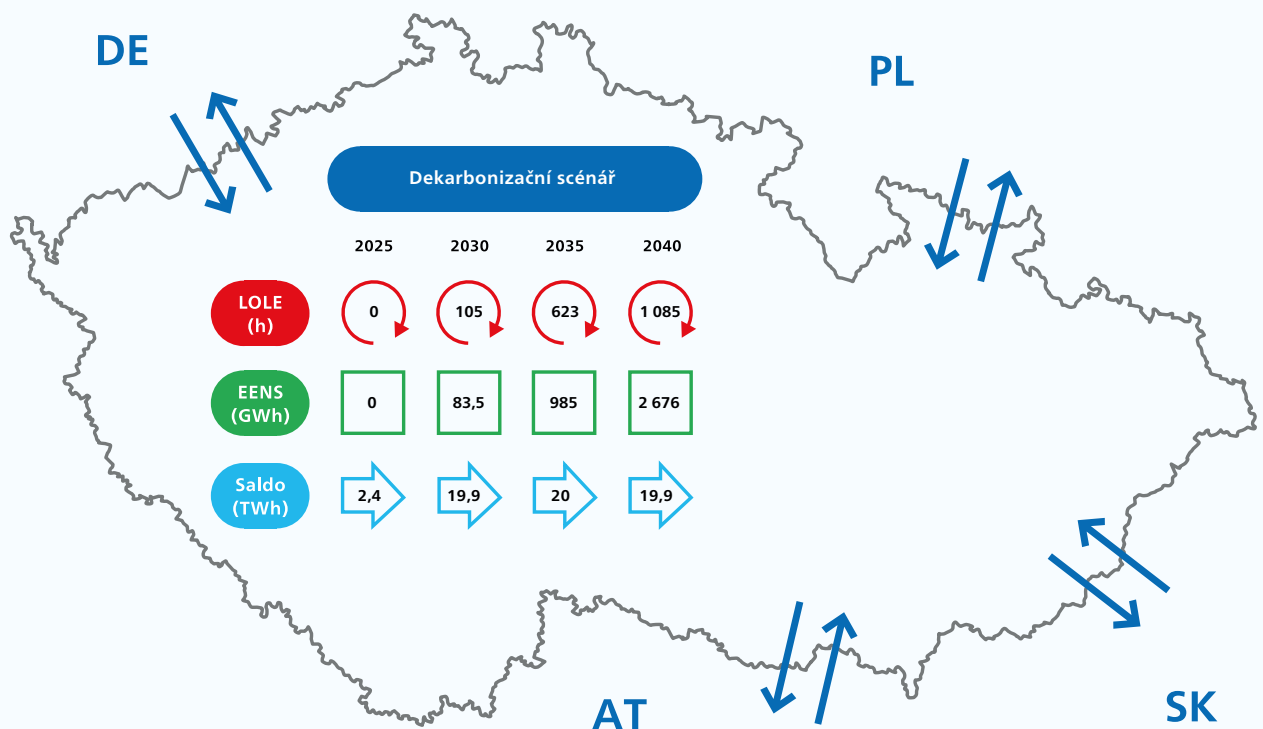 DE
PL
Dekarbonizační scénář
2025 2030 2035 2040
LOLE
(h)
0 105 623 1 085
EENS
(GWh)
0 83,5 985 2 676
Saldo
(TWh)
2,4 19,9 20 19,9
AT
SK